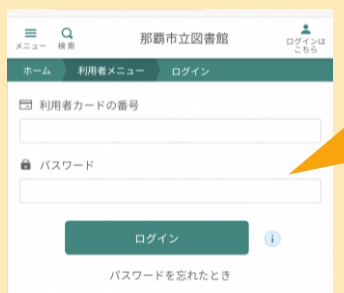 メニュー
検索
那覇市立図書館
ログインは
こちら
ホーム 利用者メニュー ログイン
利用者カードの番号
パスワード
ログイン
パスワードを忘れたとき